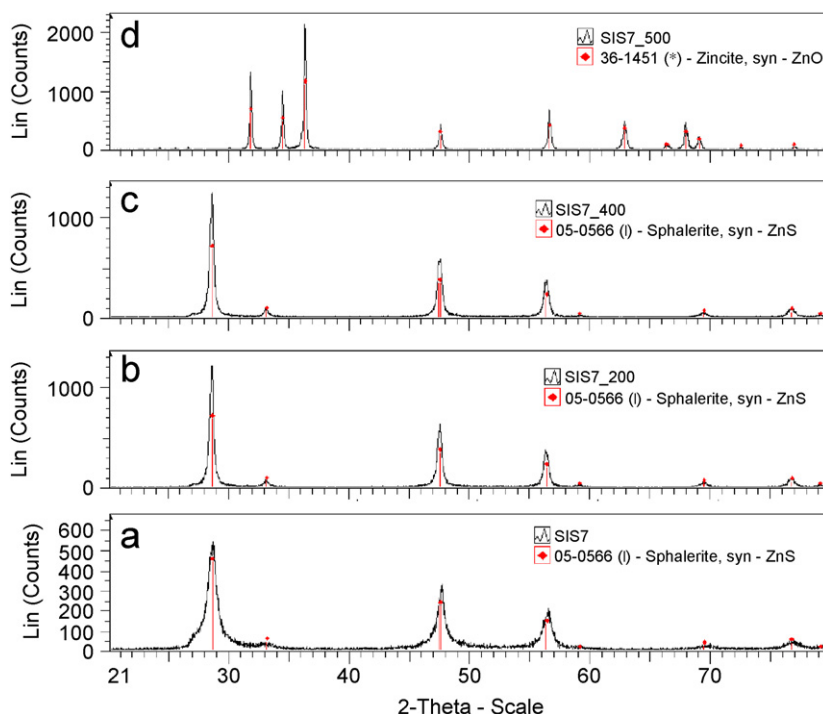 d
Lin (Counts)
2000
1000
0
SIS7_500
36-1451 (*) - Zincite, syn - ZnO
c
Lin (Counts)
1000
0
SIS7_400
05-0566 (I) - Sphalerite, syn - ZnS
b
Lin (Counts)
1000
0
SIS7_200
05-0566 (I) - Sphalerite, syn - ZnS
a
Lin (Counts)
600
500
400
300
200
100
0
SIS7
05-0566 (I) - Sphalerite, syn - ZnS
21 30 40 50 60 70
2-Theta - Scale